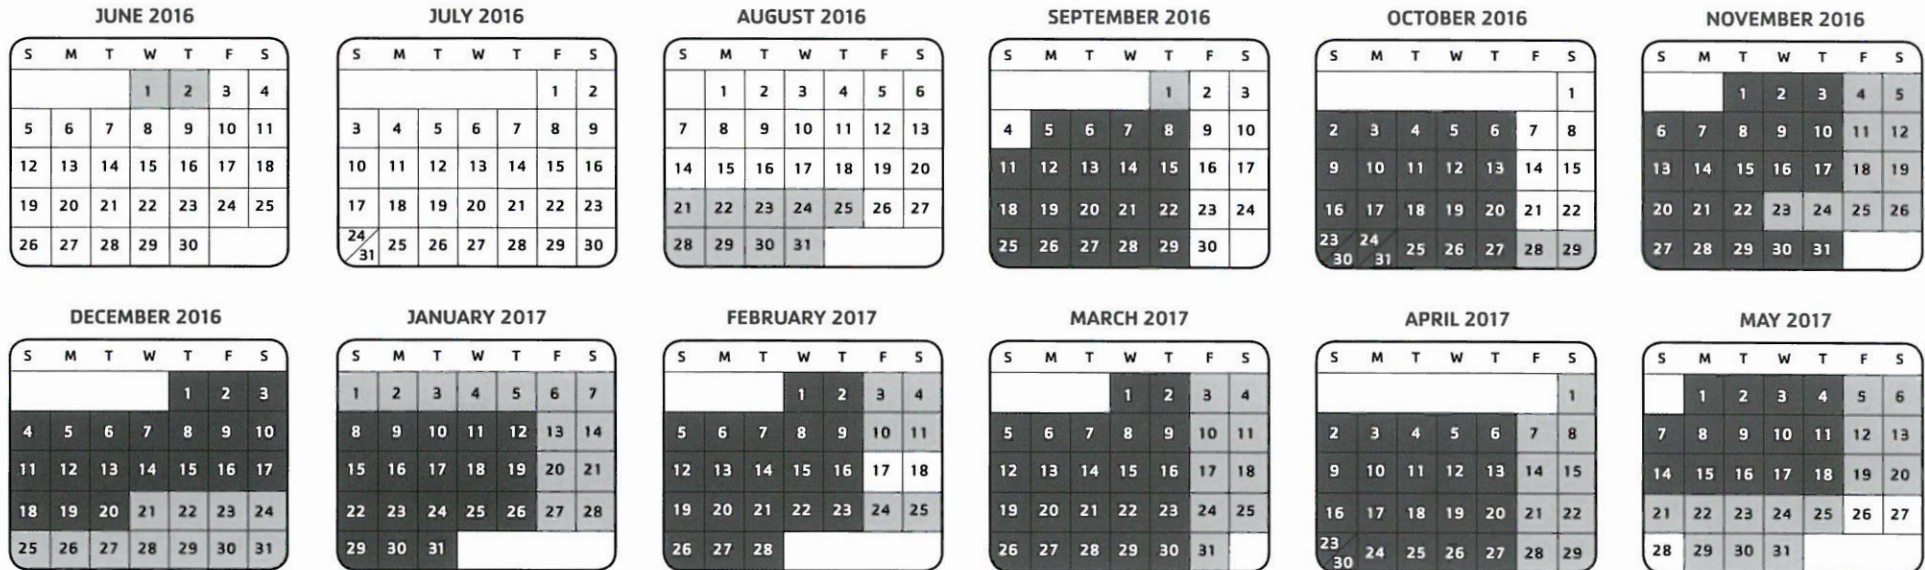 JUNE 2016
S M T W T F S
1 2 3 4
5 6 7 8 9 10 11
12 13 14 15 16 17 18
19 20 21 22 23 24 25
26 27 28 29 30
JULY 2016
S M T W T F S
1 2
3 4 5 6 7 8 9
10 11 12 13 14 15 16
17 18 19 20 21 22 23
24/31 25 26 27 28 29 30
AUGUST 2016
S M T W T F S
1 2 3 4 5 6
7 8 9 10 11 12 13
14 15 16 17 18 19 20
21 22 23 24 25 26 27
28 29 30 31
SEPTEMBER 2016
S M T W T F S
1 2 3
4 5 6 7 8 9 10
11 12 13 14 15 16 17
18 19 20 21 22 23 24
25 26 27 28 29 30
OCTOBER 2016
S M T W T F S
1
2 3 4 5 6 7 8
9 10 11 12 13 14 15
16 17 18 19 20 21 22
23/30 24/31 25 26 27 28 29
NOVEMBER 2016
S M T W T F S
1 2 3 4 5
6 7 8 9 10 11 12
13 14 15 16 17 18 19
20 21 22 23 24 25 26
27 28 29 30 31
DECEMBER 2016
S M T W T F S
1 2 3
4 5 6 7 8 9 10
11 12 13 14 15 16 17
18 19 20 21 22 23 24
25 26 27 28 29 30 31
JANUARY 2017
S M T W T F S
1 2 3 4 5 6 7
8 9 10 11 12 13 14
15 16 17 18 19 20 21
22 23 24 25 26 27 28
29 30 31
FEBRUARY 2017
S M T W T F S
1 2 3 4
5 6 7 8 9 10 11
12 13 14 15 16 17 18
19 20 21 22 23 24 25
26 27 28
MARCH 2017
S M T W T F S
1 2 3 4
5 6 7 8 9 10 11
12 13 14 15 16 17 18
19 20 21 22 23 24 25
26 27 28 29 30 31
APRIL 2017
S M T W T F S
1
2 3 4 5 6 7 8
9 10 11 12 13 14 15
16 17 18 19 20 21 22
23/30 24 25 26 27 28 29
MAY 2017
S M T W T F S
1 2 3 4 5 6
7 8 9 10 11 12 13
14 15 16 17 18 19 20
21 22 23 24 25 26 27
28 29 30 31